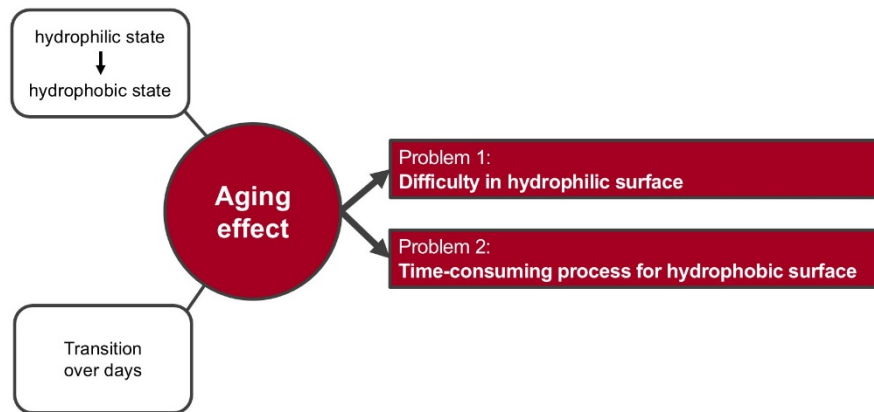 hydrophilic state
hydrophobic state
Aging
effect
Transition
over days
Problem 1:
Difficulty in hydrophilic surface
Problem 2:
Time-consuming process for hydrophobic surface